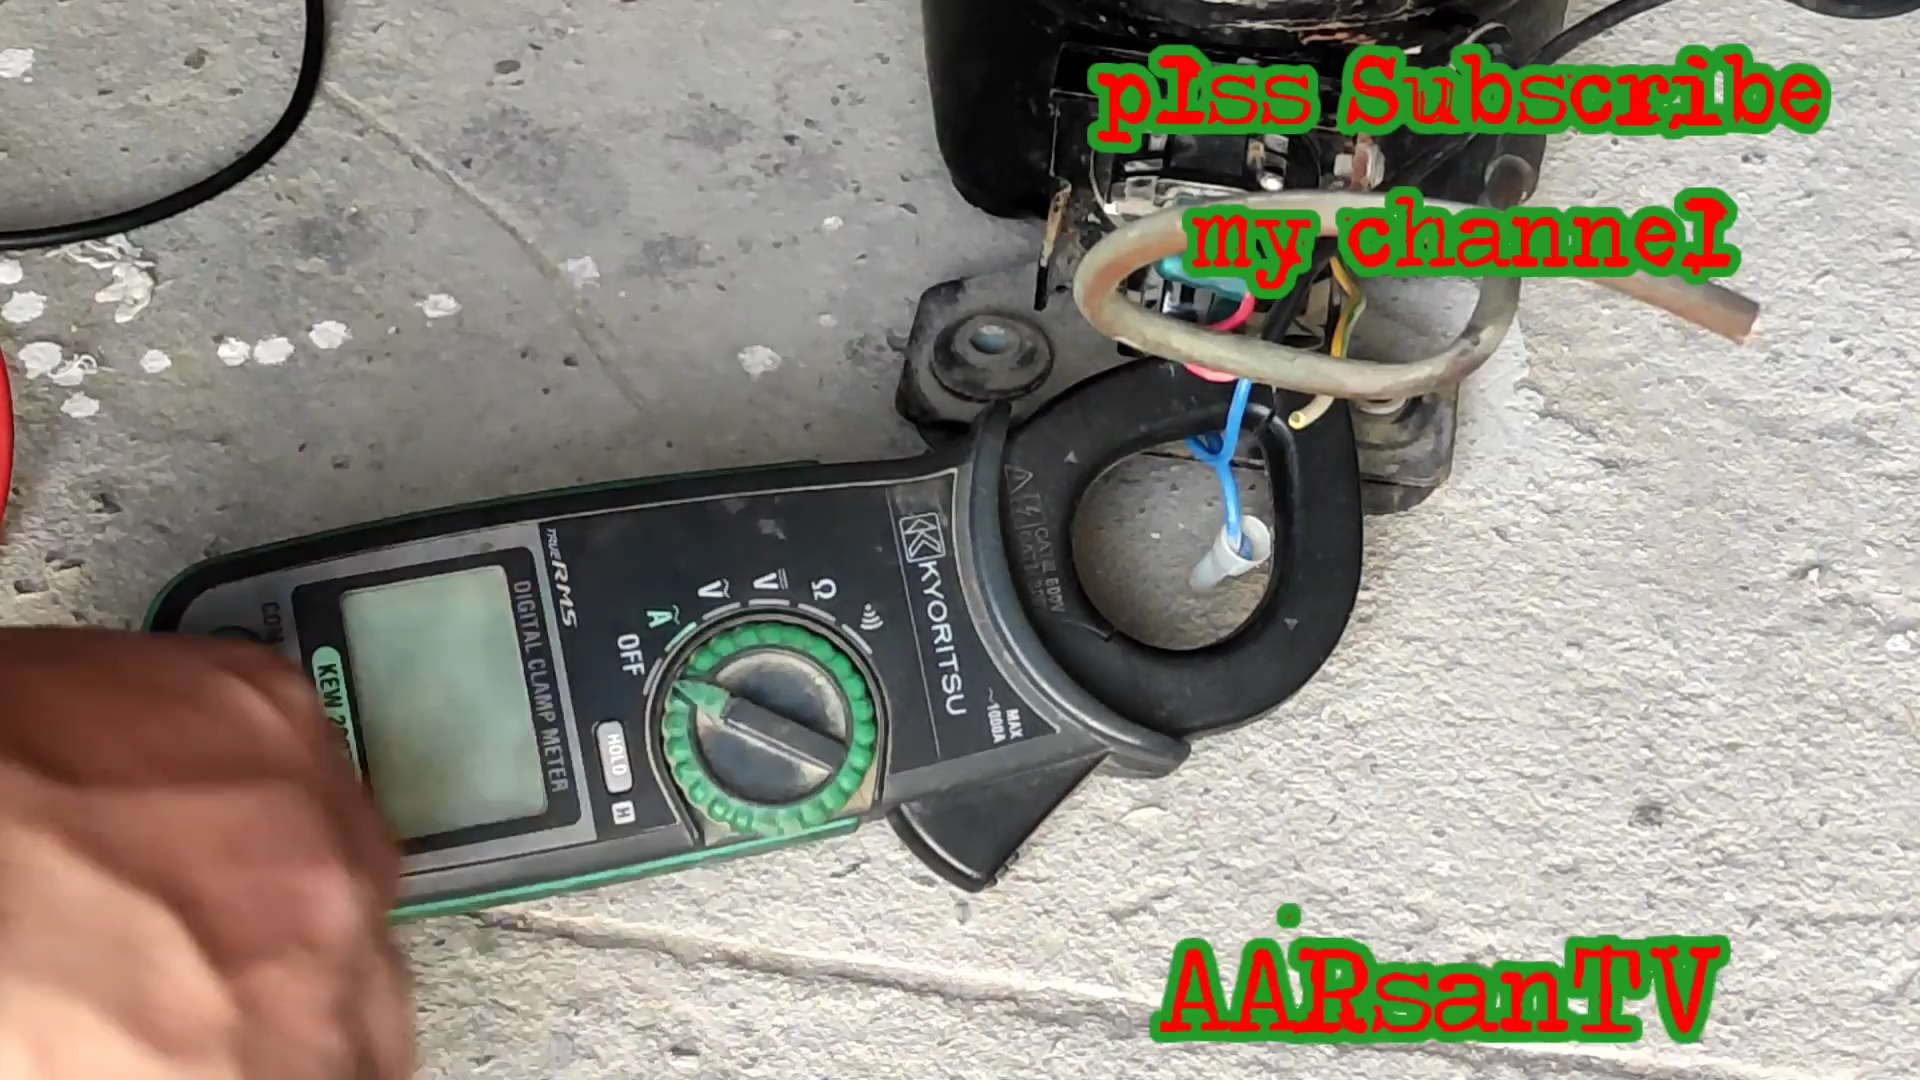 plss Subscribe
my channel
AARsanTV
KYORITSU
MAX
~1000A
Ω
V
V
A
OFF
TRUE RMS
DIGITAL CLAMP METER
HOLD
H
KEW